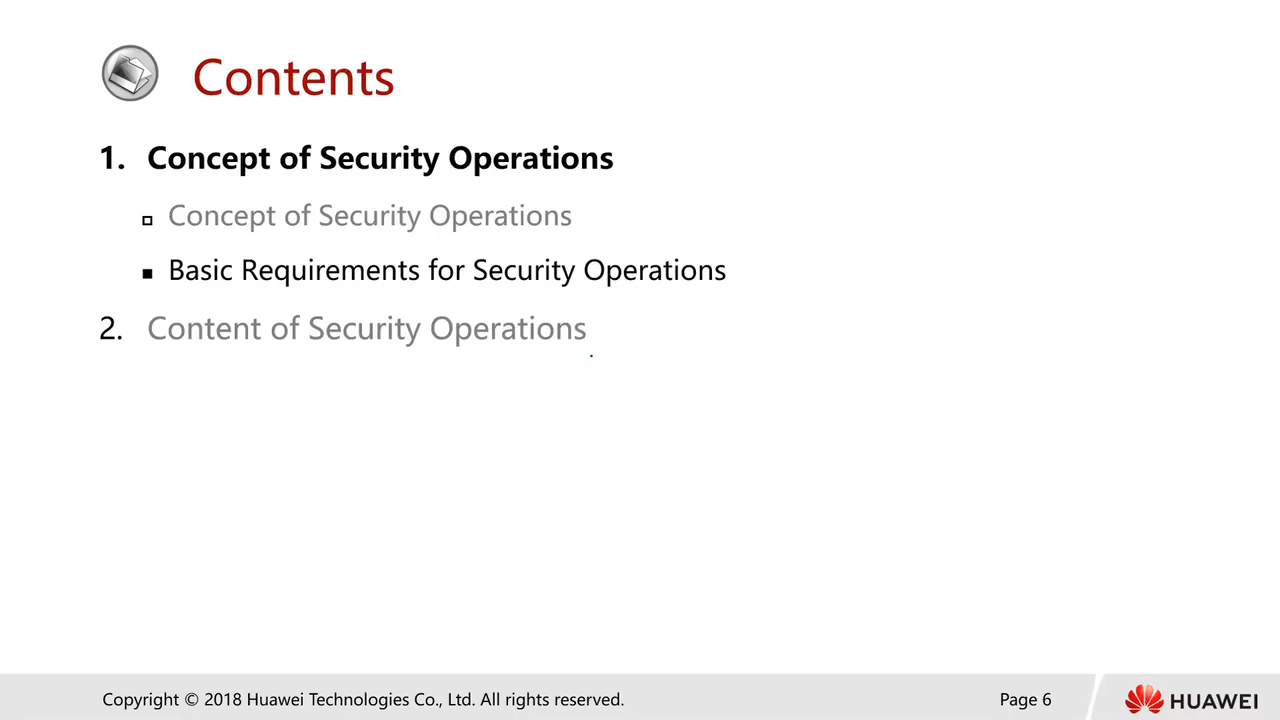 Contents
1. Concept of Security Operations
Concept of Security Operations
Basic Requirements for Security Operations
2. Content of Security Operations
Copyright © 2018 Huawei Technologies Co., Ltd. All rights reserved.
Page 6
HUAWEI